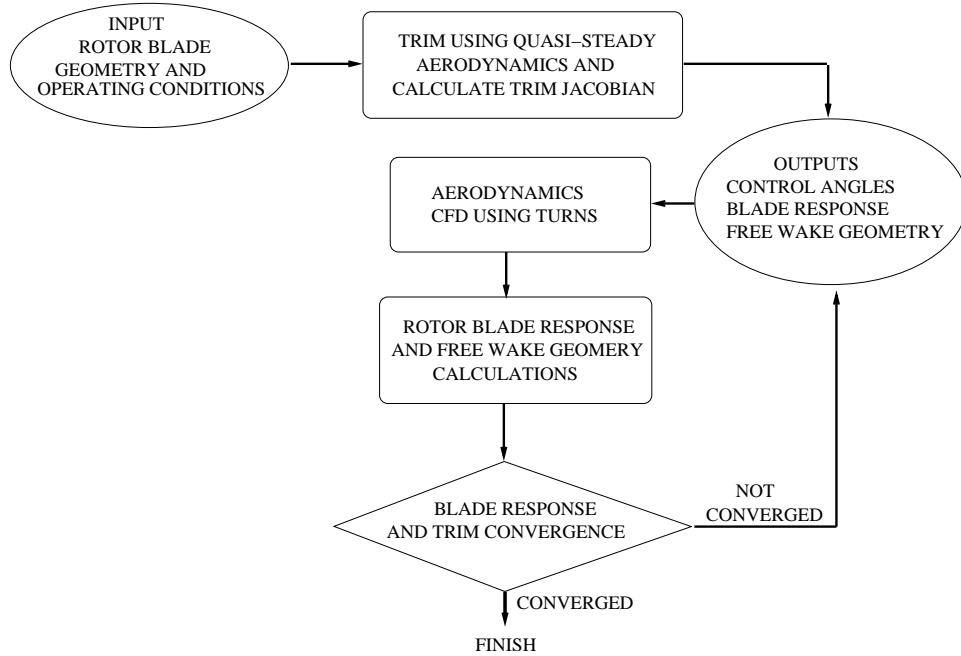 INPUT
ROTOR BLADE
GEOMETRY AND
OPERATING CONDITIONS
TRIM USING QUASI−STEADY
AERODYNAMICS AND
CALCULATE TRIM JACOBIAN
OUTPUTS
CONTROL ANGLES
BLADE RESPONSE
FREE WAKE GEOMETRY
AERODYNAMICS
CFD USING TURNS
ROTOR BLADE RESPONSE
AND FREE WAKE GEOMERY
CALCULATIONS
BLADE RESPONSE
AND TRIM CONVERGENCE
NOT
CONVERGED
CONVERGED
FINISH